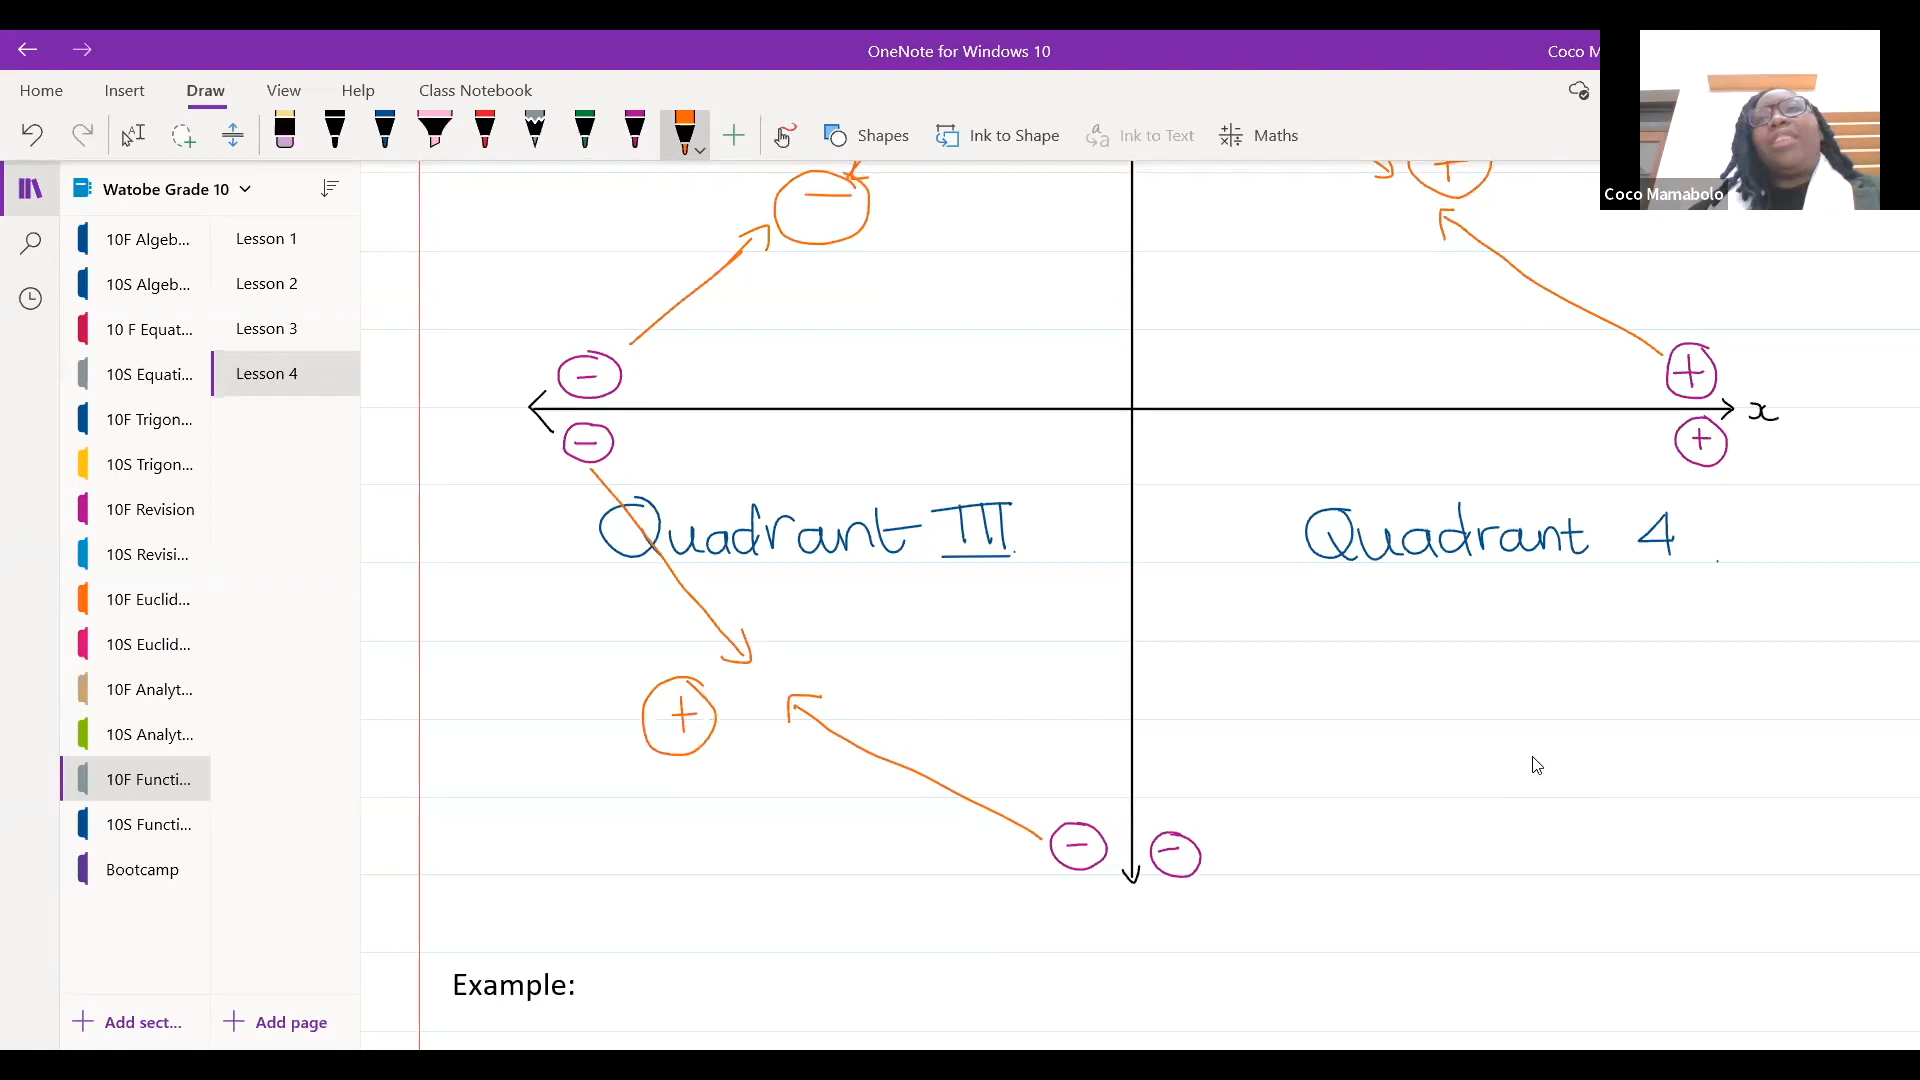 OneNote for Windows 10
Coco M
Home Insert Draw View Help Class Notebook
Shapes Ink to Shape Ink to Text Maths
Coco Mamabolo
Watobe Grade 10
10F Algeb...
10S Algeb...
10 F Equat...
10S Equati...
10F Trigon...
10S Trigon...
10F Revision
10S Revisi...
10F Euclid...
10S Euclid...
10F Analyt...
10S Analyt...
10F Functi...
10S Functi...
Bootcamp
Add sect...
Lesson 1
Lesson 2
Lesson 3
Lesson 4
Add page
−
+
−
+
x
−
+
Quadrant III
Quadrant 4
+
− −
Example: